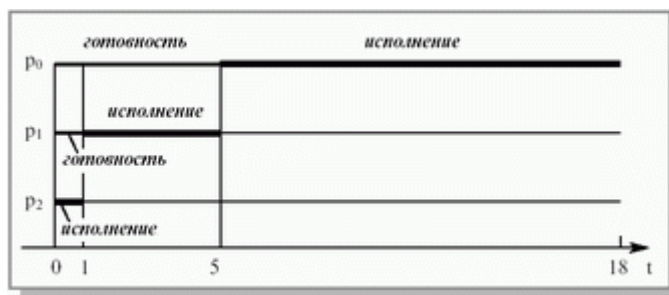 готовность исполнение
p0
исполнение
p1
готовность
p2
исполнение
0 1 5 18 t